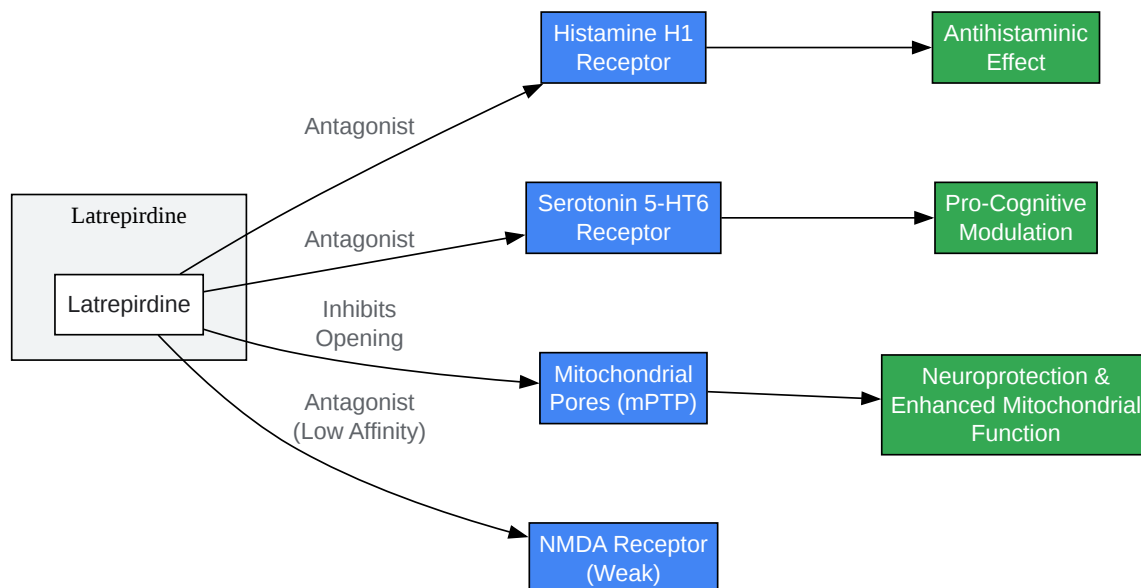 Histamine H1
Receptor
Antihistaminic
Effect
Antagonist
Latrepirdine
Latrepirdine
Antagonist
Serotonin 5-HT6
Receptor
Pro-Cognitive
Modulation
Inhibits
Opening
Mitochondrial
Pores (mPTP)
Neuroprotection &
Enhanced Mitochondrial
Function
Antagonist
(Low Affinity)
NMDA Receptor
(Weak)